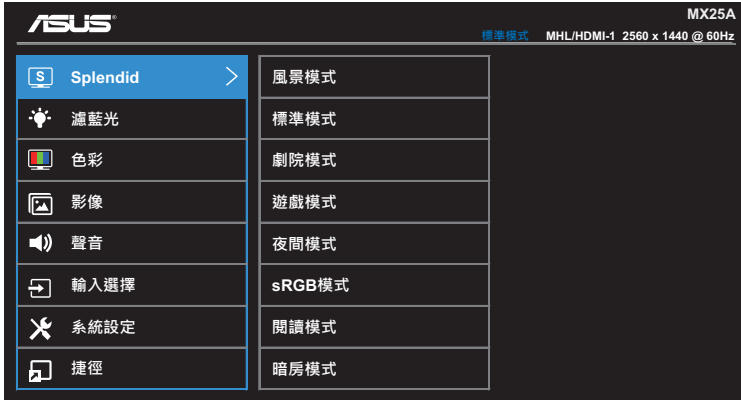 ASUS
MX25A
標準模式 MHL/HDMI-1 2560 x 1440 @ 60Hz
S Splendid
濾藍光
色彩
影像
聲音
輸入選擇
系統設定
捷徑
風景模式
標準模式
劇院模式
遊戲模式
夜間模式
sRGB模式
閱讀模式
暗房模式